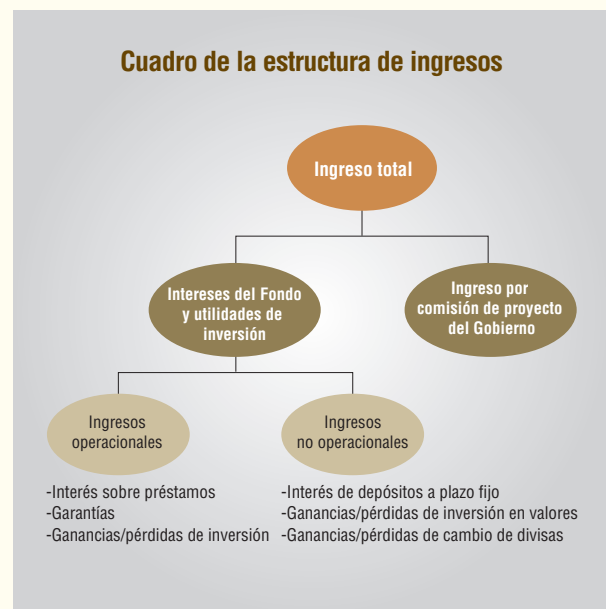 Cuadro de la estructura de ingresos
Ingreso total
Intereses del Fondo
y utilidades de
inversión
Ingreso por
comisión de proyecto
del Gobierno
Ingresos
operacionales
Ingresos
no operacionales
-Interés sobre préstamos
-Garantías
-Ganancias/pérdidas de inversión
-Interés de depósitos a plazo fijo
-Ganancias/pérdidas de inversión en valores
-Ganancias/pérdidas de cambio de divisas